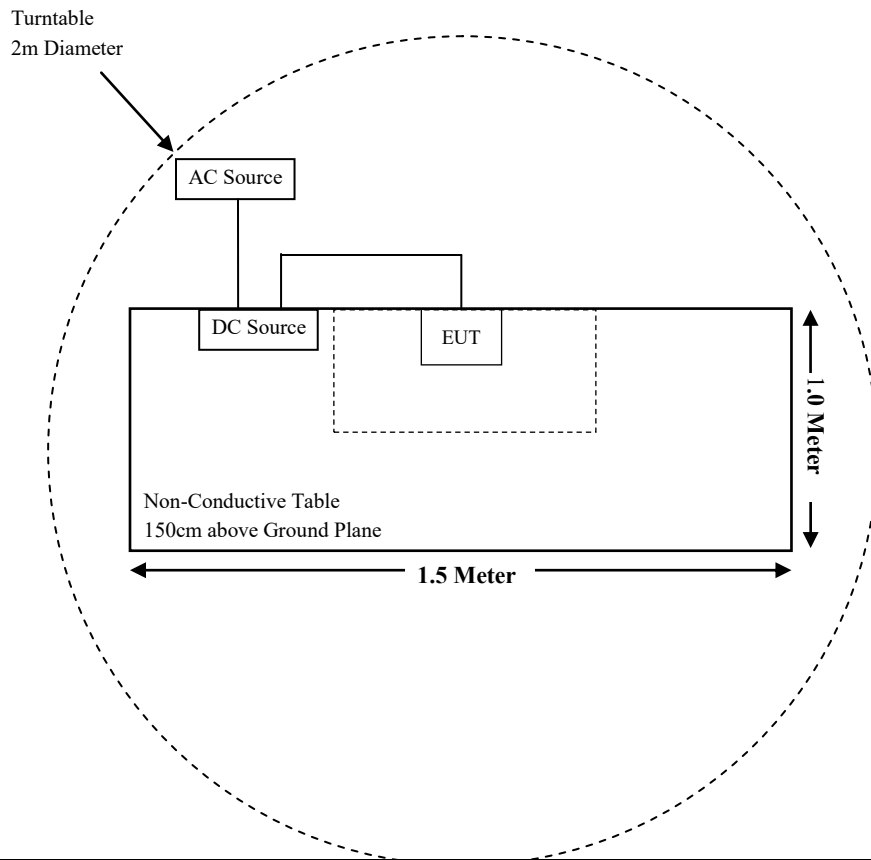 Turntable
2m Diameter
AC Source
DC Source
EUT
1.0 Meter
Non-Conductive Table
150cm above Ground Plane
1.5 Meter